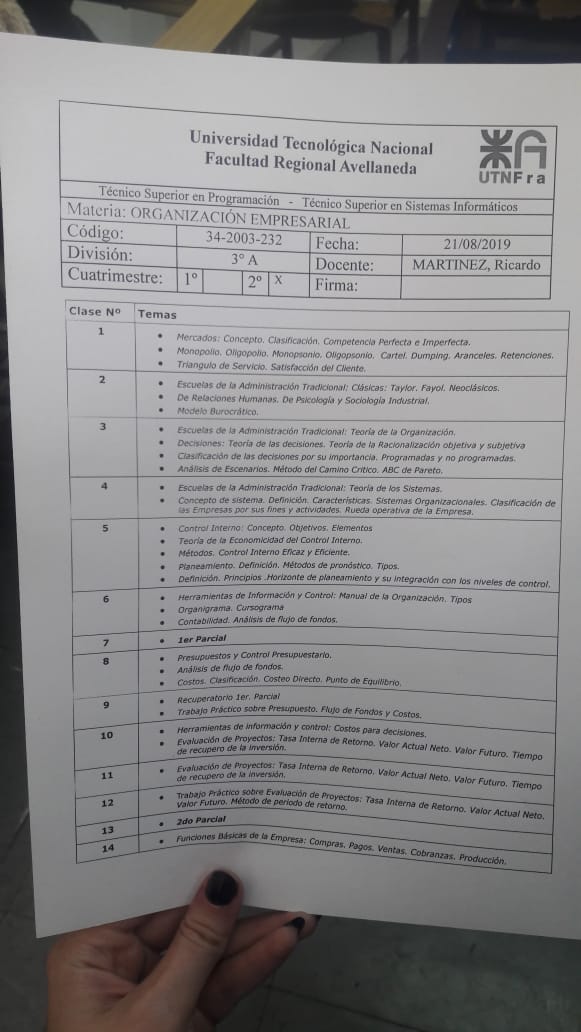 Universidad Tecnológica Nacional
Facultad Regional Avellaneda
UTNFra
Técnico Superior en Programación - Técnico Superior en Sistemas Informáticos
Materia: ORGANIZACIÓN EMPRESARIAL
Código: 34-2003-232 Fecha: 21/08/2019
División: 3º A Docente: MARTINEZ, Ricardo
Cuatrimestre: 1º 2º X Firma:
Clase Nº Temas
1
• Mercados: Concepto. Clasificación. Competencia Perfecta e Imperfecta.
• Monopolio. Oligopolio. Monopsonio. Oligopsonio. Cartel. Dumping. Aranceles. Retenciones.
• Triangulo de Servicio. Satisfacción del Cliente.
2
• Escuelas de la Administración Tradicional: Clásicas: Taylor. Fayol. Neoclásicos.
• De Relaciones Humanas. De Psicología y Sociología Industrial.
• Modelo Burocrático.
3
• Escuelas de la Administración Tradicional: Teoría de la Organización.
• Decisiones: Teoría de las decisiones. Teoría de la Racionalización objetiva y subjetiva
• Clasificación de las decisiones por su importancia. Programadas y no programadas.
• Análisis de Escenarios. Método del Camino Critico. ABC de Pareto.
4
• Escuelas de la Administración Tradicional: Teoría de los Sistemas.
• Concepto de sistema. Definición. Características. Sistemas Organizacionales. Clasificación de
las Empresas por sus fines y actividades. Rueda operativa de la Empresa.
5
• Control Interno: Concepto. Objetivos. Elementos
• Teoría de la Economicidad del Control Interno.
• Métodos. Control Interno Eficaz y Eficiente.
• Planeamiento. Definición. Métodos de pronóstico. Tipos.
• Definición. Principios .Horizonte de planeamiento y su integración con los niveles de control.
6
• Herramientas de Información y Control: Manual de la Organización. Tipos
• Organigrama. Cursograma
• Contabilidad. Análisis de flujo de fondos.
7
• 1er Parcial
8
• Presupuestos y Control Presupuestario.
• Análisis de flujo de fondos.
• Costos. Clasificación. Costeo Directo. Punto de Equilibrio.
9
• Recuperatorio 1er. Parcial
• Trabajo Práctico sobre Presupuesto. Flujo de Fondos y Costos.
10
• Herramientas de información y control: Costos para decisiones.
• Evaluación de Proyectos: Tasa Interna de Retorno. Valor Actual Neto. Valor Futuro. Tiempo
de recupero de la inversión.
11
• Evaluación de Proyectos: Tasa Interna de Retorno. Valor Actual Neto. Valor Futuro. Tiempo
de recupero de la inversión.
12
• Trabajo Práctico sobre Evaluación de Proyectos: Tasa Interna de Retorno. Valor Actual Neto.
Valor Futuro. Método de periodo de retorno.
13
• 2do Parcial
14
• Funciones Básicas de la Empresa: Compras. Pagos. Ventas. Cobranzas. Producción.